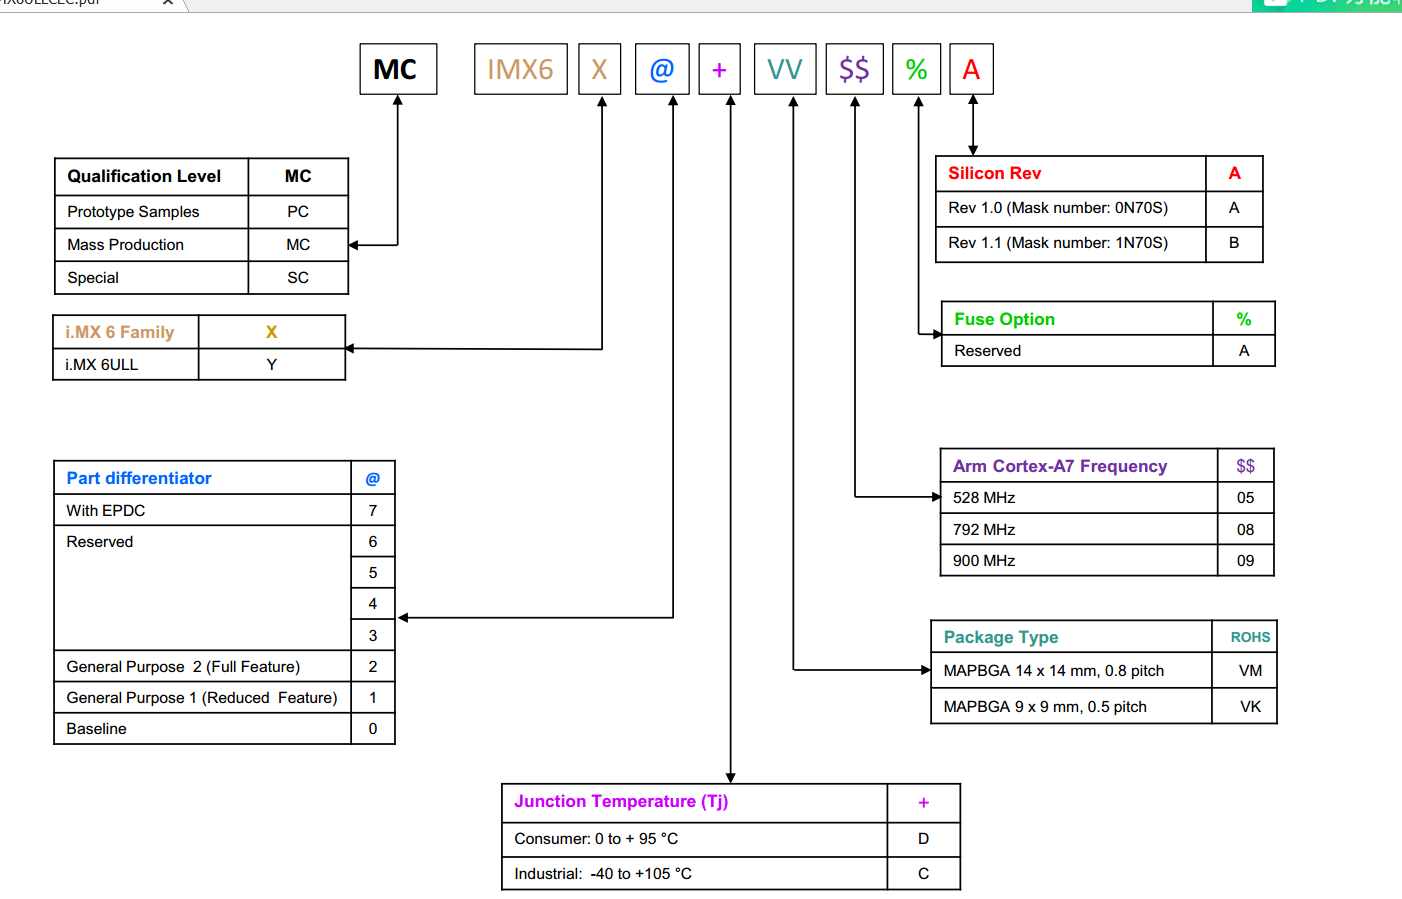 MC IMX6 X @ + VV $$ % A
Qualification Level MC
Prototype Samples PC
Mass Production MC
Special SC
Silicon Rev A
Rev 1.0 (Mask number: 0N70S) A
Rev 1.1 (Mask number: 1N70S) B
i.MX 6 Family X
i.MX 6ULL Y
Fuse Option %
Reserved A
Part differentiator @
With EPDC 7
Reserved 6
5
4
3
General Purpose 2 (Full Feature) 2
General Purpose 1 (Reduced Feature) 1
Baseline 0
Arm Cortex-A7 Frequency $$
528 MHz 05
792 MHz 08
900 MHz 09
Package Type ROHS
MAPBGA 14 x 14 mm, 0.8 pitch VM
MAPBGA 9 x 9 mm, 0.5 pitch VK
Junction Temperature (Tj) +
Consumer: 0 to + 95 °C D
Industrial: -40 to +105 °C C